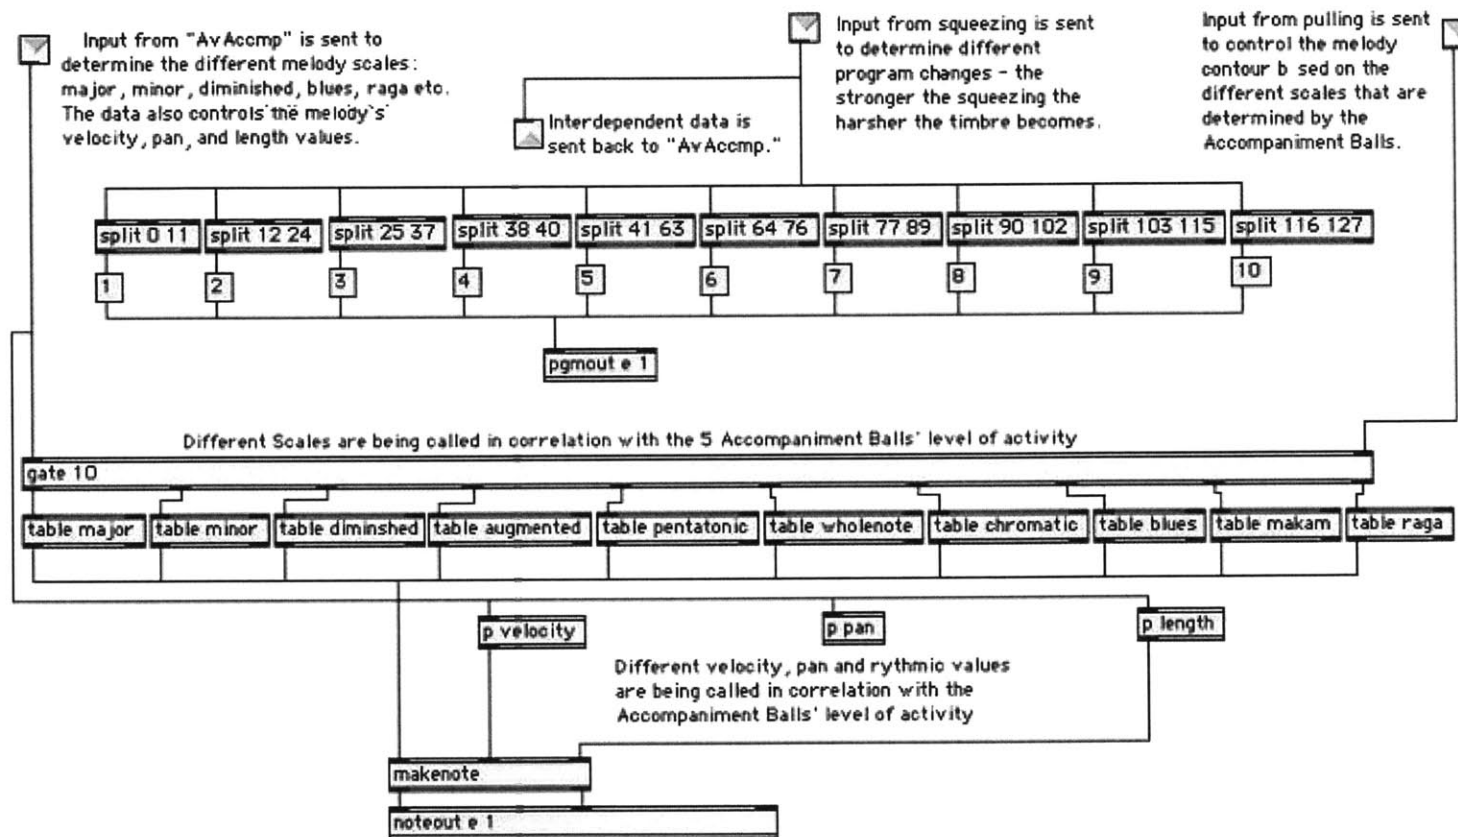 Input from "AvAccmp" is sent to
determine the different melody scales:
major, minor, diminished, blues, raga etc.
The data also controls the melody's
velocity, pan, and length values.
Interdependent data is
sent back to "AvAccmp."
Input from squeezing is sent
to determine different
program changes - the
stronger the squeezing the
harsher the timbre becomes.
Input from pulling is sent
to control the melody
contour b sed on the
different scales that are
determined by the
Accompaniment Balls.
split 0 11
split 12 24
split 25 37
split 38 40
split 41 63
split 64 76
split 77 89
split 90 102
split 103 115
split 116 127
1
2
3
4
5
6
7
8
9
10
pgmout e 1
Different Scales are being called in correlation with the 5 Accompaniment Balls' level of activity
gate 10
table major
table minor
table diminshed
table augmented
table pentatonic
table wholenote
table chromatic
table blues
table makam
table raga
p velocity
p pan
p length
Different velocity, pan and rythmic values
are being called in correlation with the
Accompaniment Balls' level of activity
makenote
noteout e 1